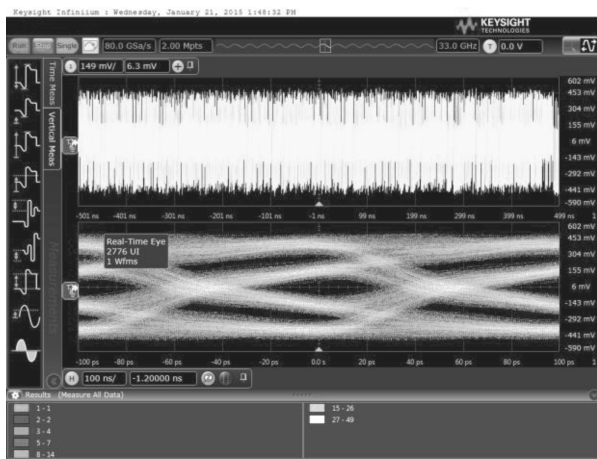 Keysight Infiniium : Wednesday, January 21, 2015 1:48:32 PM
KEYSIGHT
TECHNOLOGIES
Run Stop Single 80.0 GSa/s 2.00 Mpts 33.0 GHz T 0.0 V
1 149 mV/ 6.3 mV
Time Meas
Vertical Meas
Measurements
602 mV
453 mV
304 mV
155 mV
6 mV
-143 mV
-292 mV
-441 mV
-590 mV
-501 ns -401 ns -301 ns -201 ns -101 ns -1 ns 99 ns 199 ns 299 ns 399 ns 499 ns 1
602 mV
453 mV
304 mV
155 mV
6 mV
-143 mV
-292 mV
-441 mV
-590 mV
Real-Time Eye
2776 UI
1 Wfms
-100 ps -80 ps -60 ps -40 ps -20 ps 0.0 s 20 ps 40 ps 60 ps 80 ps 100 ps 1
H 100 ns/ -1.20000 ns
Results (Measure All Data)
1 - 1
2 - 2
3 - 4
5 - 7
8 - 14
15 - 26
27 - 49